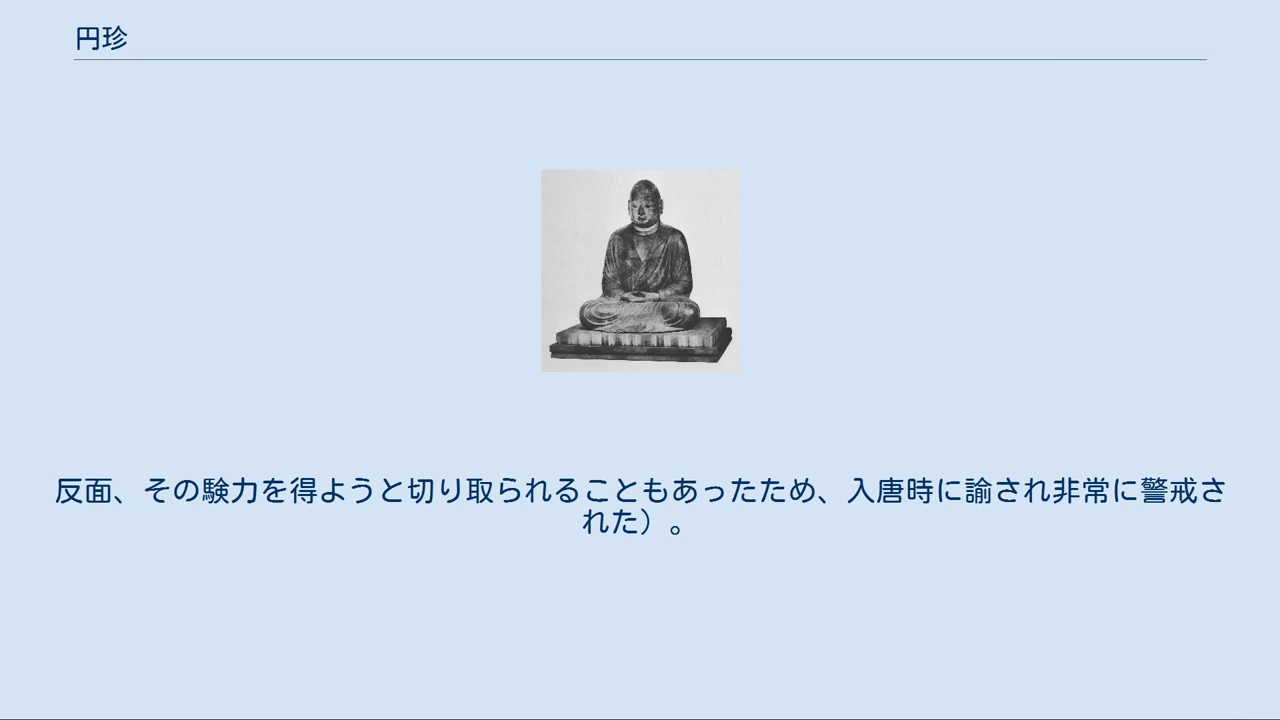 円珍
反面、その験力を得ようと切り取られることもあったため、入唐時に諭され非常に警戒さ
れた）。